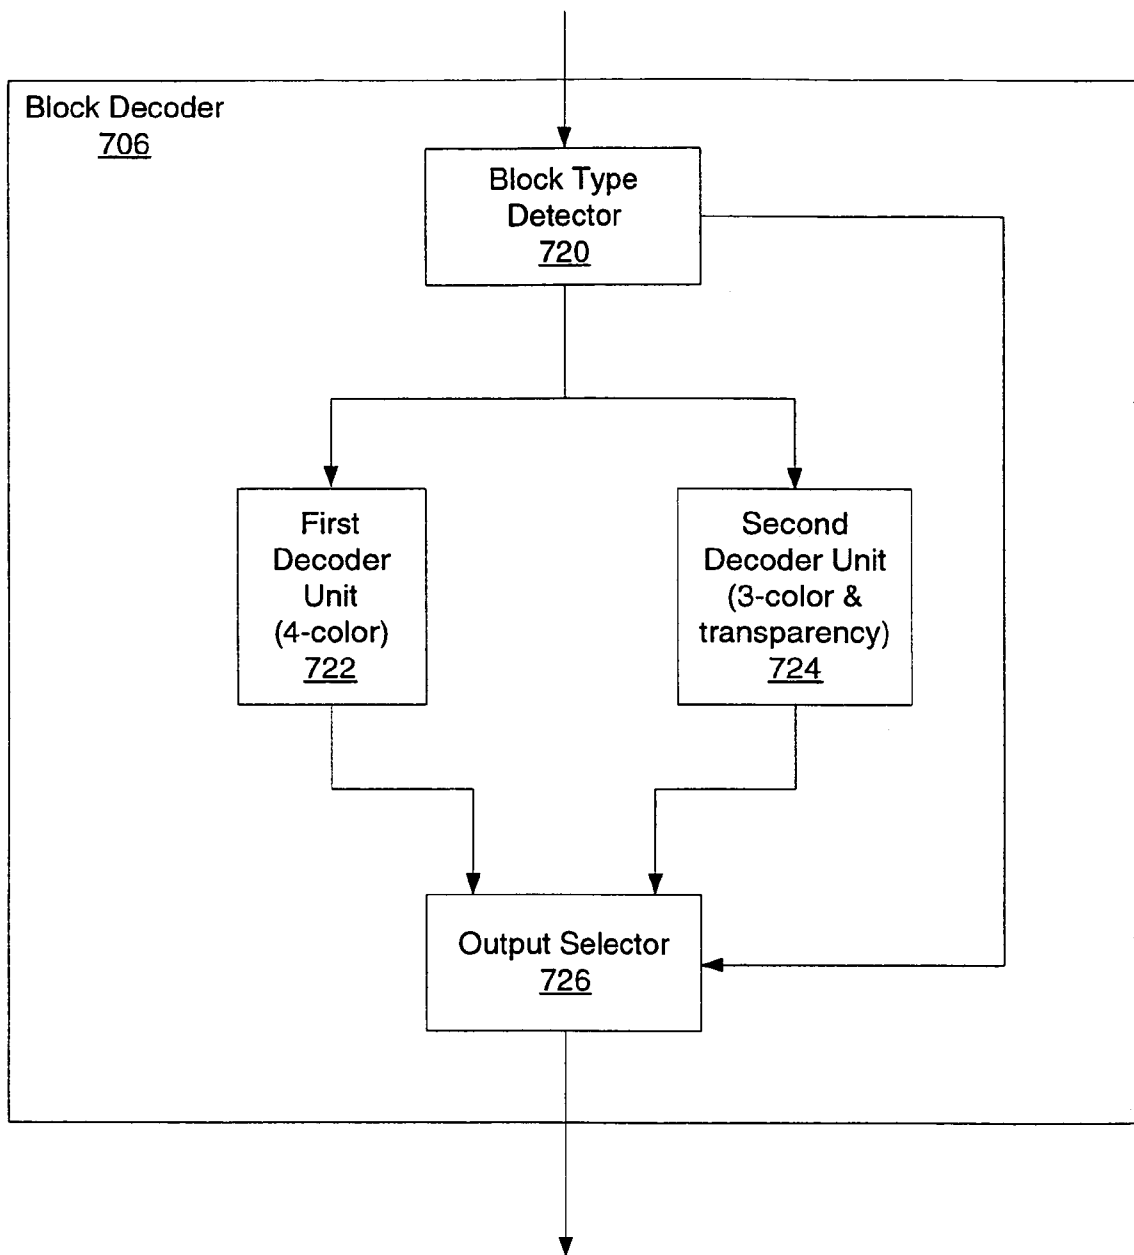 Block Decoder
706
Block Type
Detector
720
First
Decoder
Unit
(4-color)
722
Second
Decoder Unit
(3-color &
transparency)
724
Output Selector
726